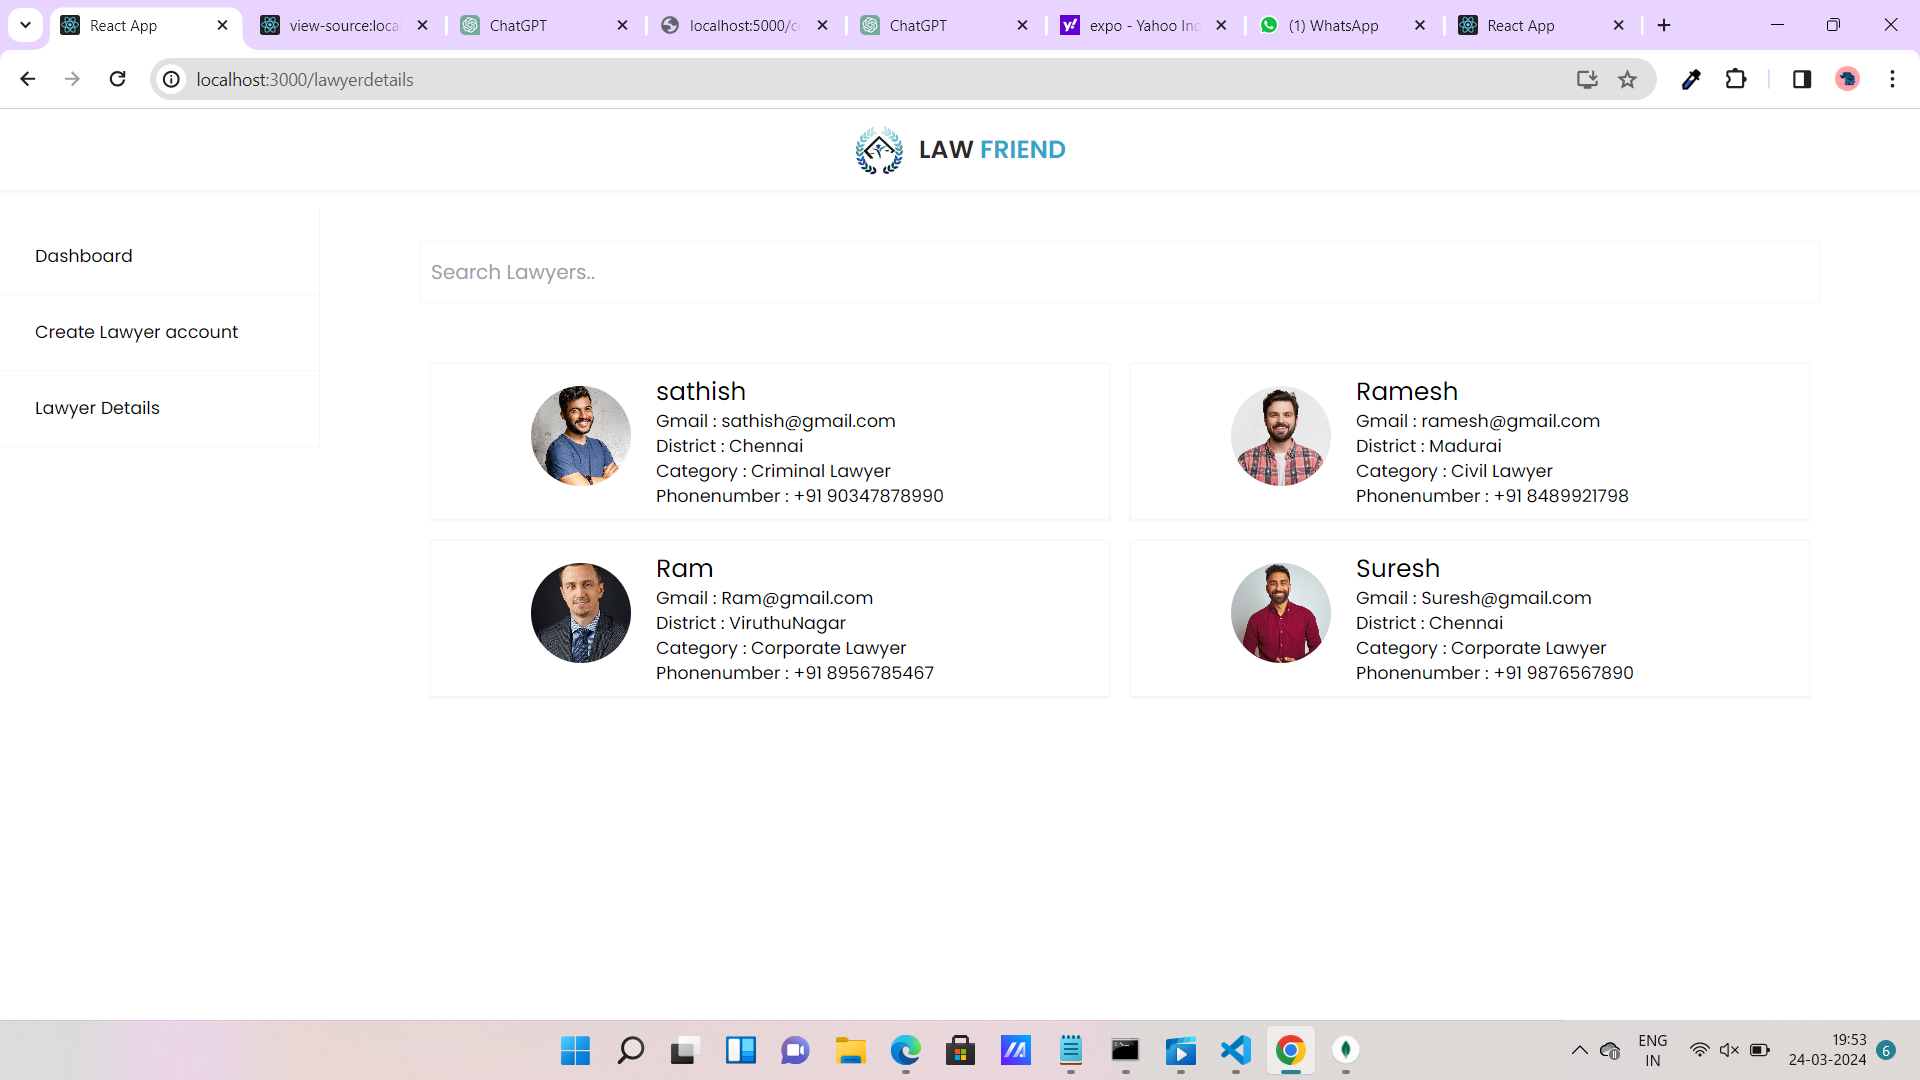 React App
view-source:loca
ChatGPT
localhost:5000/co
ChatGPT
expo - Yahoo Inc
(1) WhatsApp
React App
localhost:3000/lawyerdetails
LAW FRIEND
Dashboard
Create Lawyer account
Lawyer Details
Search Lawyers..
sathish
Gmail : sathish@gmail.com
District : Chennai
Category : Criminal Lawyer
Phonenumber : +91 90347878990
Ramesh
Gmail : ramesh@gmail.com
District : Madurai
Category : Civil Lawyer
Phonenumber : +91 8489921798
Ram
Gmail : Ram@gmail.com
District : ViruthuNagar
Category : Corporate Lawyer
Phonenumber : +91 8956785467
Suresh
Gmail : Suresh@gmail.com
District : Chennai
Category : Corporate Lawyer
Phonenumber : +91 9876567890
ENG
IN
19:53
24-03-2024
6